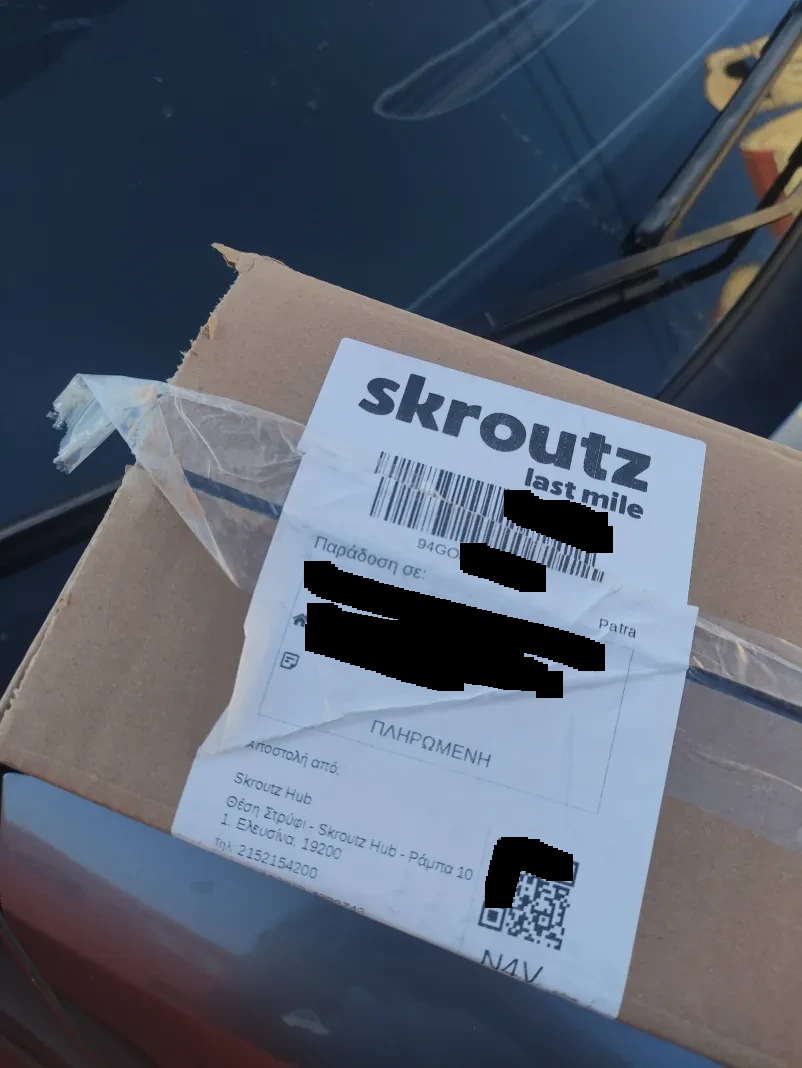 skroutz
last mile
94GO
Παράδοση σε:
Patra
ΠΛΗΡΩΜΕΝΗ
Αποστολή από:
Skroutz Hub
Θέση Στρύφι - Skroutz Hub - Ράμπα 10
1, Ελευσίνα, 19200
Τηλ: 2152154200
N4V